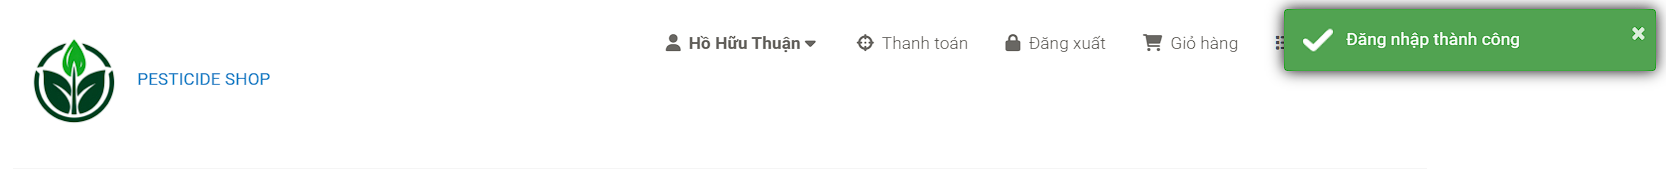 Hồ Hữu Thuận
Thanh toán
Đăng xuất
Giỏ hàng
Đăng nhập thành công
×
PESTICIDE SHOP